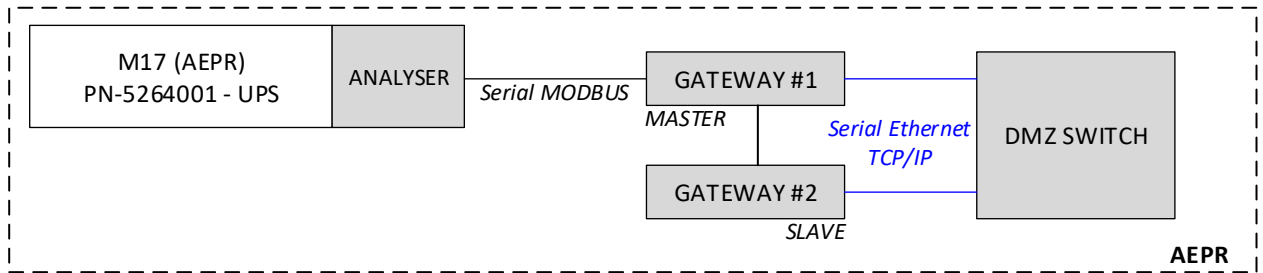 M17 (AEPR)
PN-5264001 - UPS
ANALYSER
Serial MODBUS
GATEWAY #1
MASTER
Serial Ethernet
TCP/IP
DMZ SWITCH
GATEWAY #2
SLAVE
AEPR